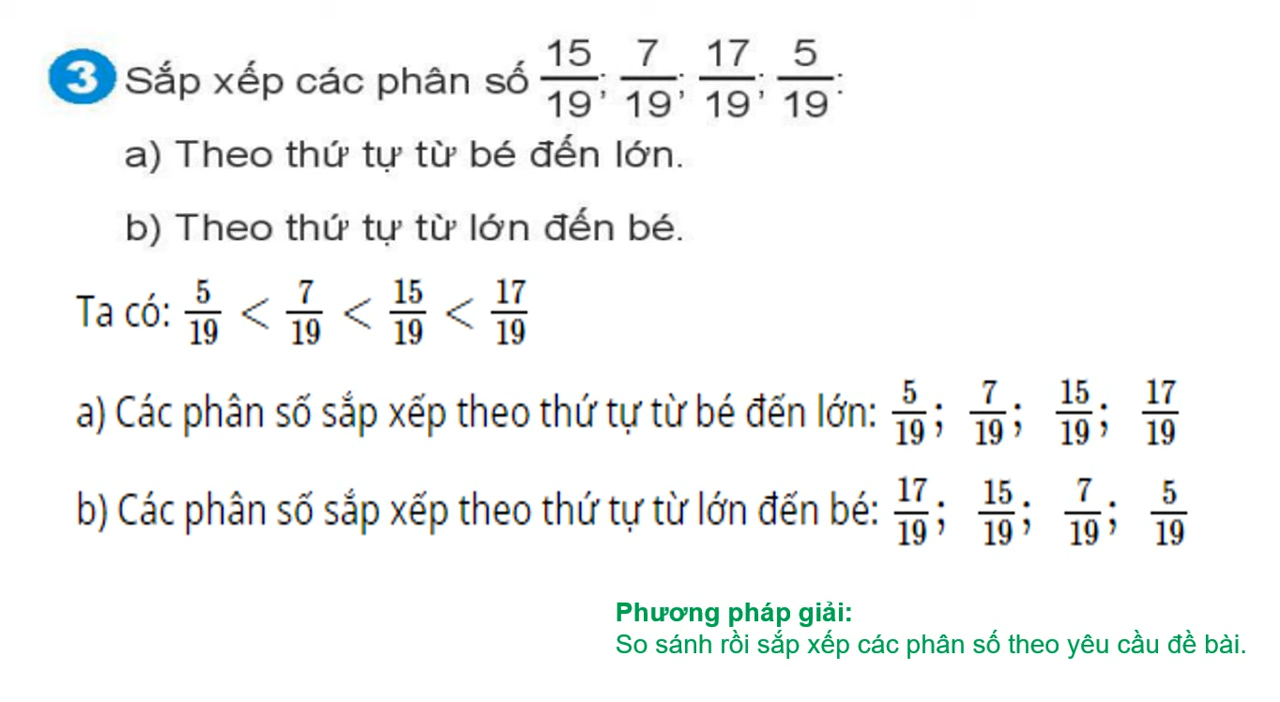 3 Sắp xếp các phân số 15/19; 7/19; 17/19; 5/19:
a) Theo thứ tự từ bé đến lớn.
b) Theo thứ tự từ lớn đến bé.
Ta có: 5/19 < 7/19 < 15/19 < 17/19
a) Các phân số sắp xếp theo thứ tự từ bé đến lớn: 5/19; 7/19; 15/19; 17/19
b) Các phân số sắp xếp theo thứ tự từ lớn đến bé: 17/19; 15/19; 7/19; 5/19
Phương pháp giải:
So sánh rồi sắp xếp các phân số theo yêu cầu đề bài.